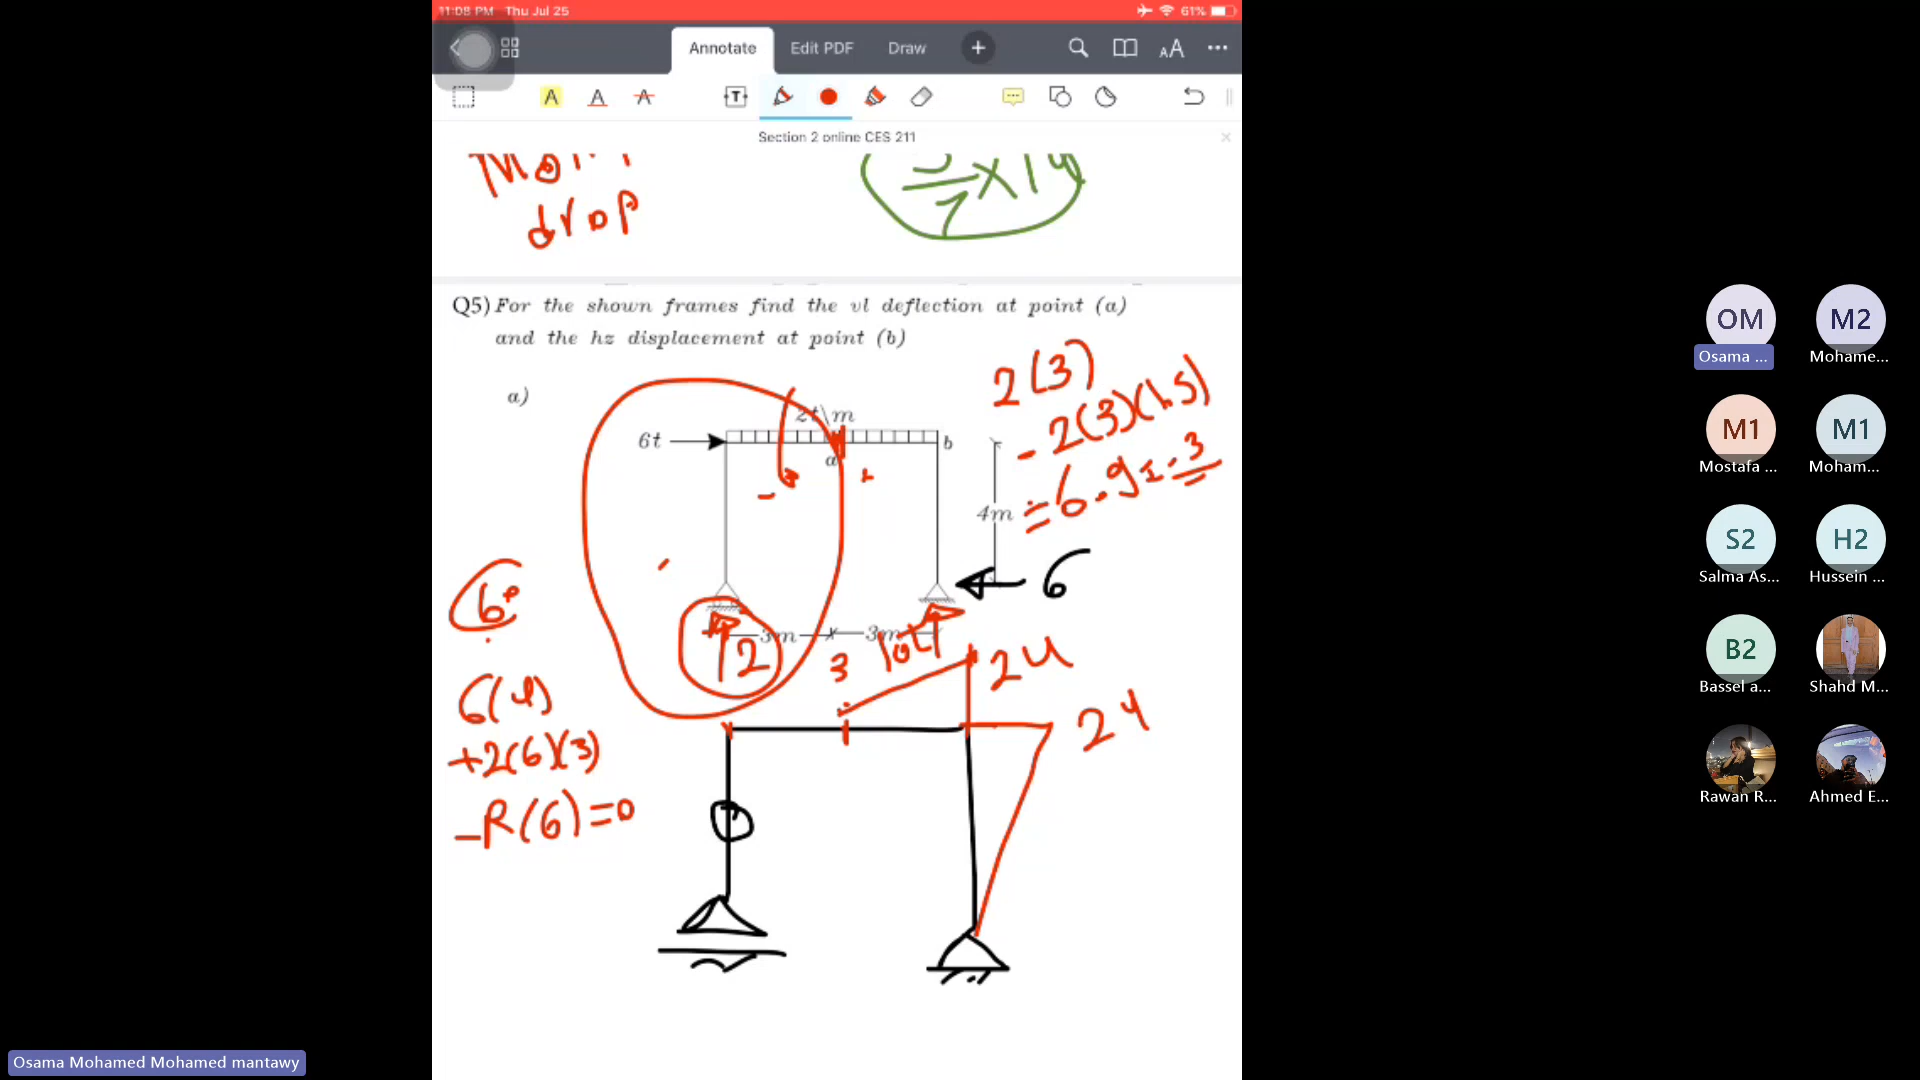 11:08 PM Thu Jul 25
61%
Annotate
Edit PDF
Draw
Section 2 online CES 211
drop
7
Q5) For the shown frames find the vl deflection at point (a)
and the hz displacement at point (b)
a)
2t\m
6t
a
b
4m
3m
3m
2(3)
- 2(3)(1.5)
= 6 - 9 = - 3
6
2
3
10t
24
24
6(4)
+2(6)(3)
-R(6)=0
-
+
OM
Osama ...
M2
Mohame...
M1
Mostafa ...
M1
Moham...
S2
Salma As...
H2
Hussein ...
B2
Bassel a...
Shahd M...
Rawan R...
Ahmed E...
Osama Mohamed Mohamed mantawy